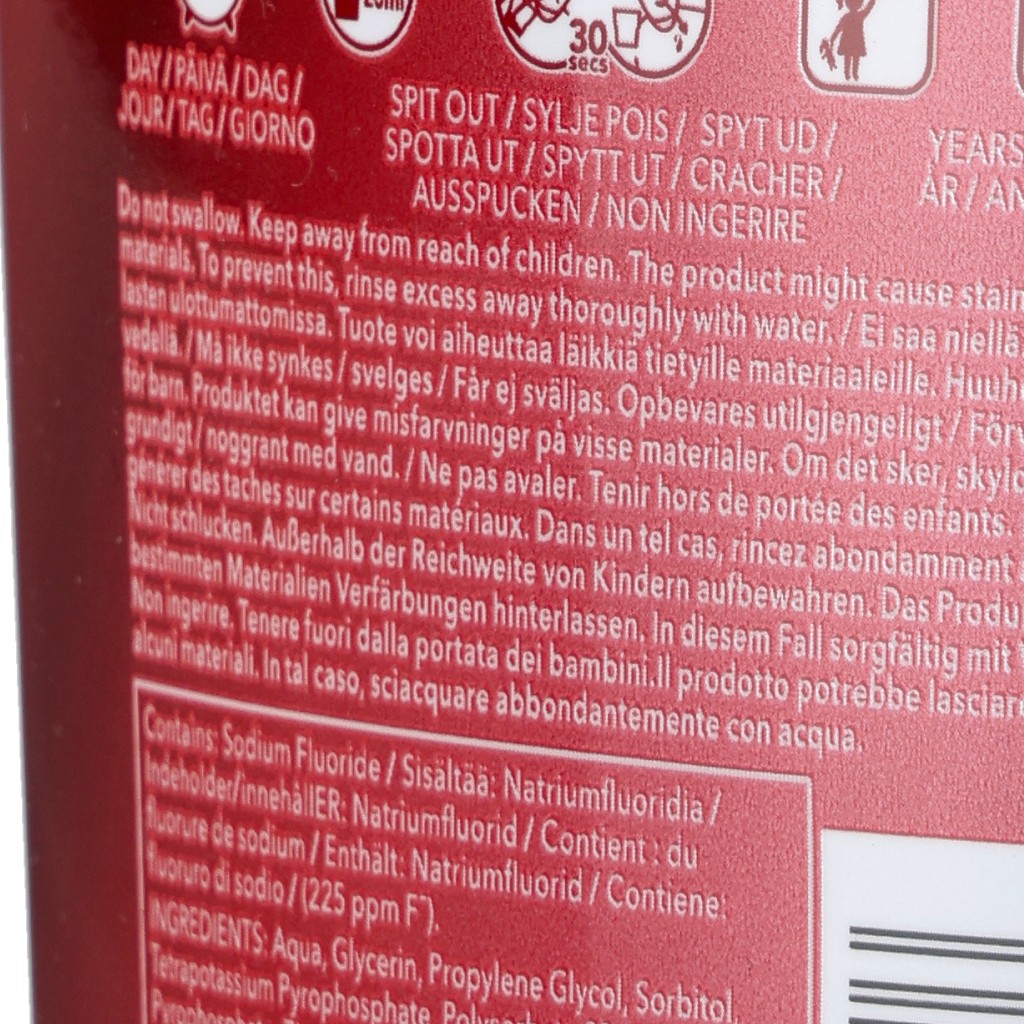 20ml
30
secs
DAY / PÄIVÄ / DAG /
JOUR / TAG / GIORNO
SPIT OUT / SYLJE POIS / SPYT UD /
SPOTTA UT / SPYTT UT / CRACHER /
AUSSPUCKEN / NON INGERIRE
YEARS
ÅR / AN
Do not swallow. Keep away from reach of children. The product might cause stain
materials. To prevent this, rinse excess away thoroughly with water. / Ei saa niellä
lasten ulottumattomissa. Tuote voi aiheuttaa läikkiä tietyille materiaaleille. Huuh
vedellä. / Må ikke synkes / svelges / Får ej sväljas. Opbevares utilgjengeligt / Förv
för barn. Produktet kan give misfarvninger på visse materialer. Om det sker, skyl
grundigt / noggrant med vand. / Ne pas avaler. Tenir hors de portée des enfants.
générer des taches sur certains matériaux. Dans un tel cas, rincez abondamment
Nicht schlucken. Außerhalb der Reichweite von Kindern aufbewahren. Das Produ
bestimmten Materialien Verfärbungen hinterlassen. In diesem Fall sorgfältig mit
Non ingerire. Tenere fuori dalla portata dei bambini.Il prodotto potrebbe lasciare
alcuni materiali. In tal caso, sciacquare abbondantemente con acqua.
Contains: Sodium Fluoride / Sisältää: Natriumfluoridia /
Indeholder/innehållER: Natriumfluorid / Contient : du
fluorure de sodium / Enthält: Natriumfluorid / Contiene:
fluoruro di sodio / (225 ppm F⁻).
INGREDIENTS: Aqua, Glycerin, Propylene Glycol, Sorbitol,
Tetrapotassium Pyrophosphate, Polysorb